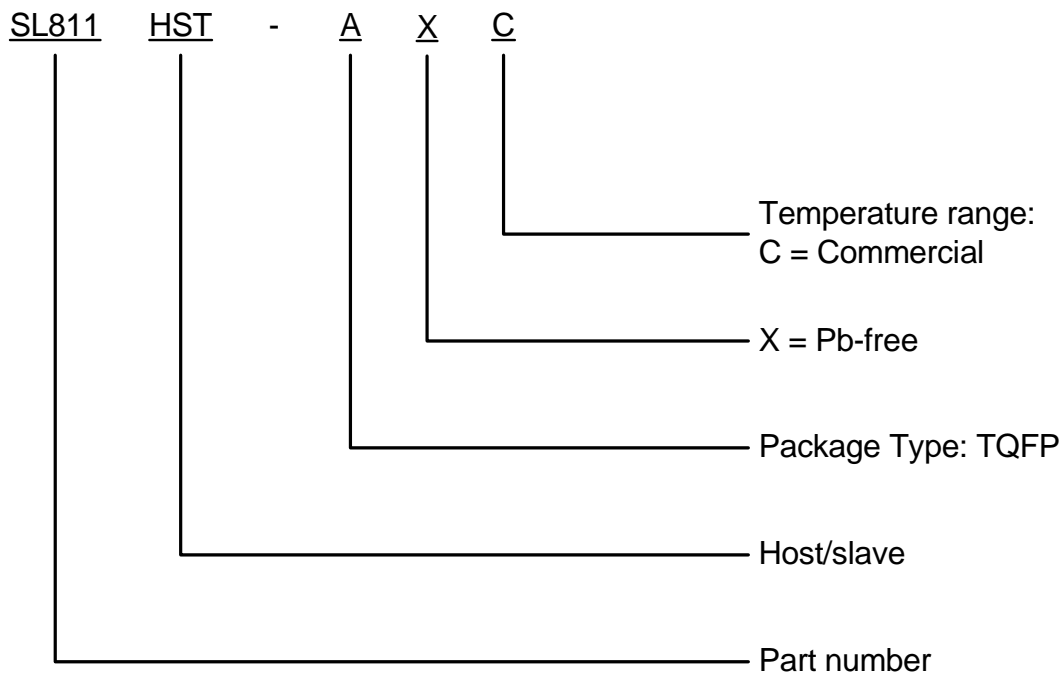 SL811 HST - A X C
Temperature range:
C = Commercial
X = Pb-free
Package Type: TQFP
Host/slave
Part number